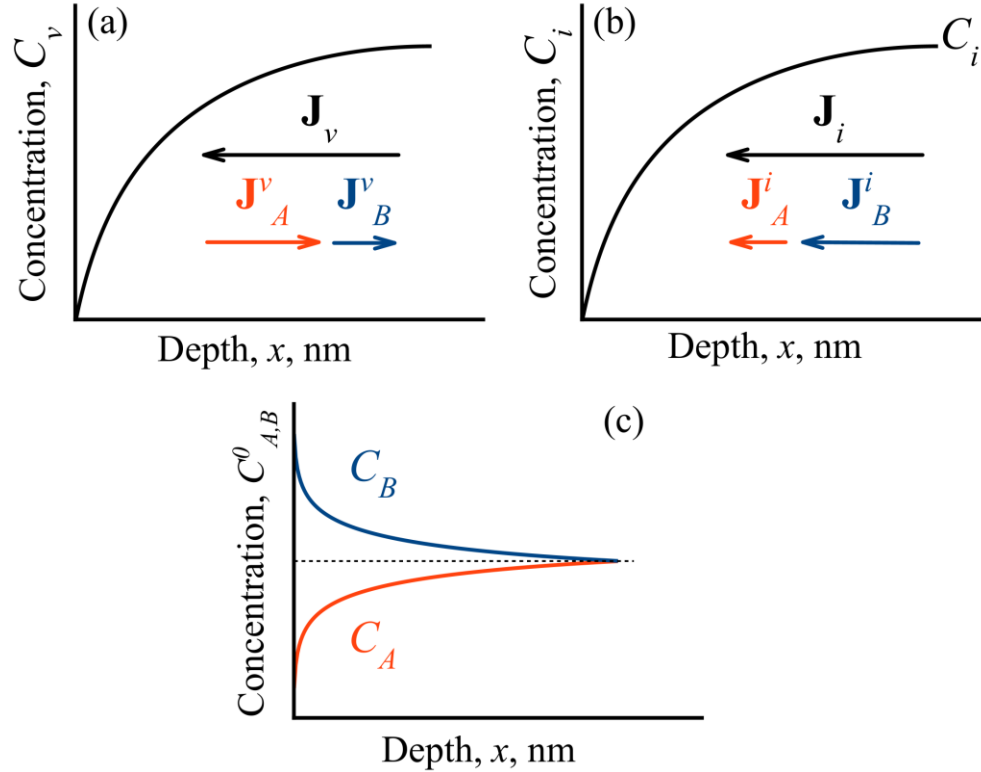 (a)
Concentration, C_v
J_v
J^v_A J^v_B
Depth, x, nm
(b)
Concentration, C_i
C_i
J_i
J^i_A J^i_B
Depth, x, nm
(c)
Concentration, C^0_{A,B}
C_B
C_A
Depth, x, nm